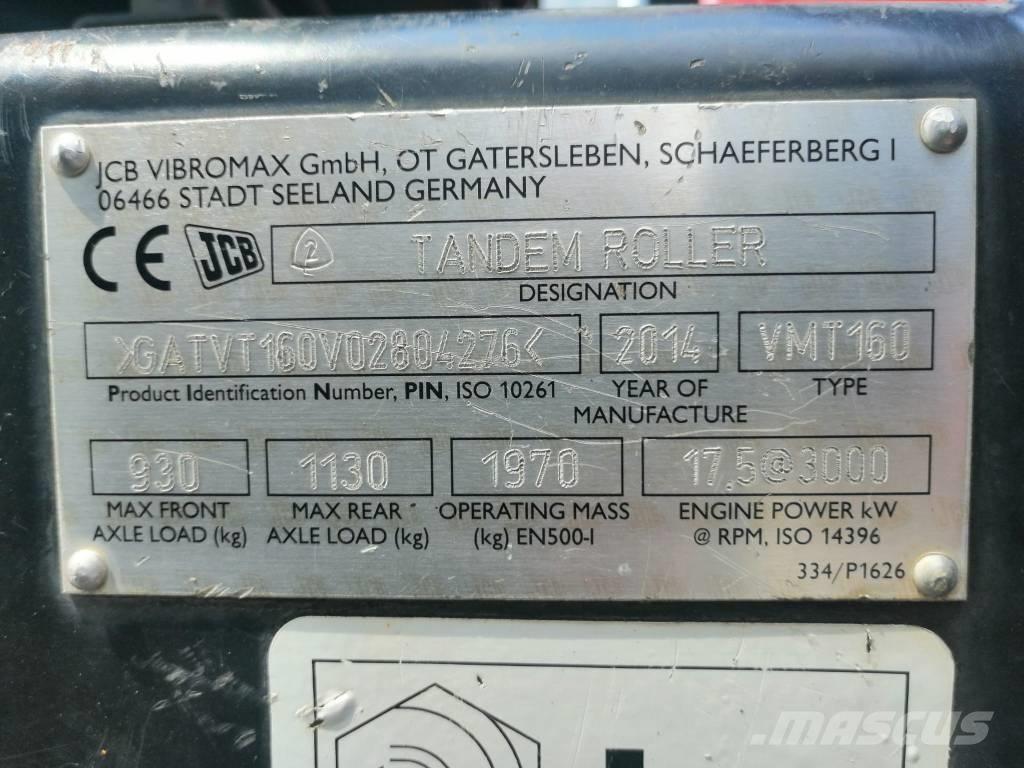 JCB VIBROMAX GmbH, OT GATERSLEBEN, SCHAEFERBERG 1
06466 STADT SEELAND GERMANY
CE JCB 2 TANDEM ROLLER
DESIGNATION
>GATVT160V02804276< 2014 VMT160
Product Identification Number, PIN, ISO 10261 YEAR OF MANUFACTURE TYPE
930 1130 1970 17.5@3000
MAX FRONT MAX REAR OPERATING MASS ENGINE POWER kW
AXLE LOAD (kg) AXLE LOAD (kg) (kg) EN500-1 @ RPM, ISO 14396
334/P1626
MASCUS